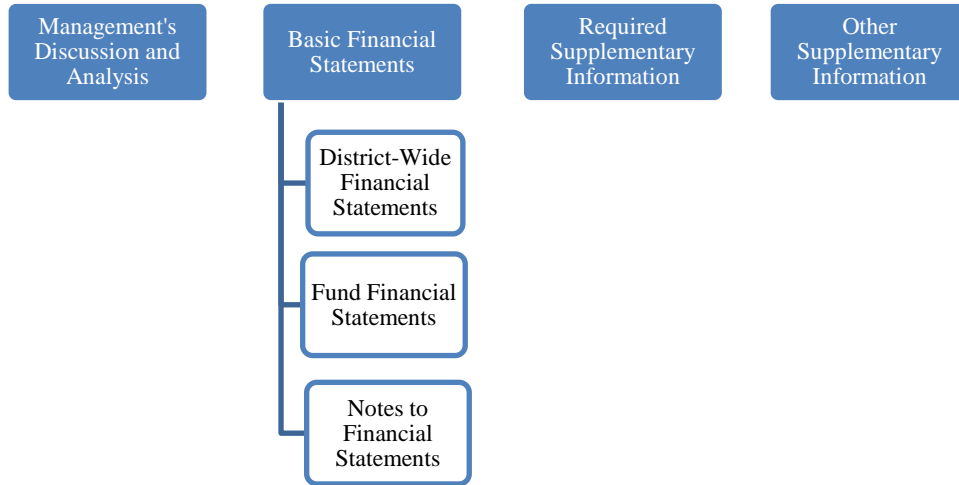 Management's
Discussion and
Analysis
Basic Financial
Statements
Required
Supplementary
Information
Other
Supplementary
Information
District-Wide
Financial
Statements
Fund Financial
Statements
Notes to
Financial
Statements